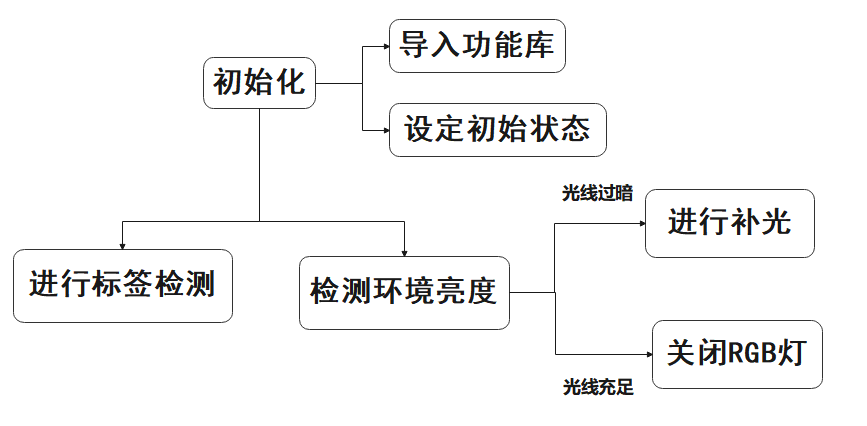 导入功能库
初始化
设定初始状态
光线过暗
进行补光
进行标签检测
检测环境亮度
关闭RGB灯
光线充足